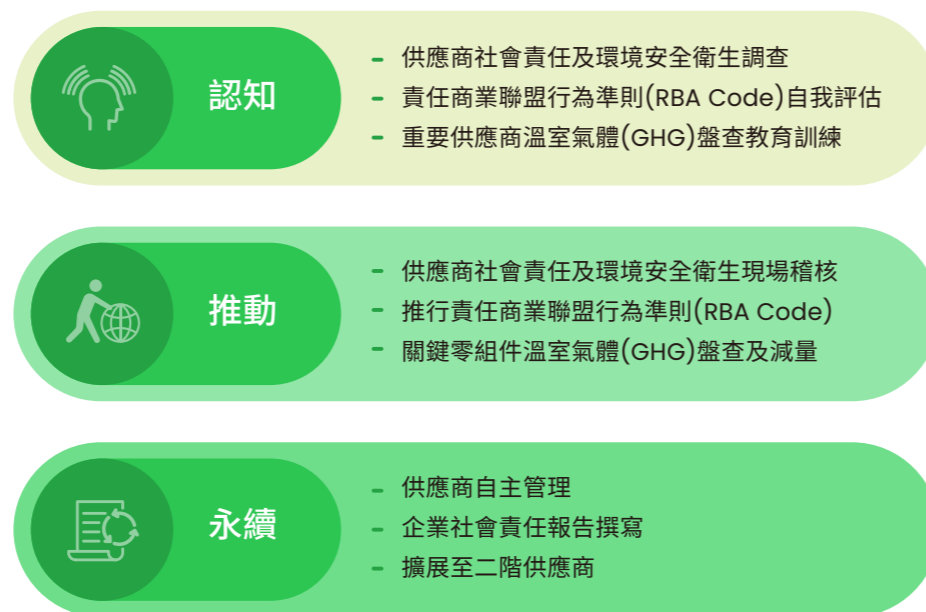 認知
- 供應商社會責任及環境安全衛生調查
- 責任商業聯盟行為準則(RBA Code)自我評估
- 重要供應商溫室氣體(GHG)盤查教育訓練
推動
- 供應商社會責任及環境安全衛生現場稽核
- 推行責任商業聯盟行為準則(RBA Code)
- 關鍵零組件溫室氣體(GHG)盤查及減量
永續
- 供應商自主管理
- 企業社會責任報告撰寫
- 擴展至二階供應商